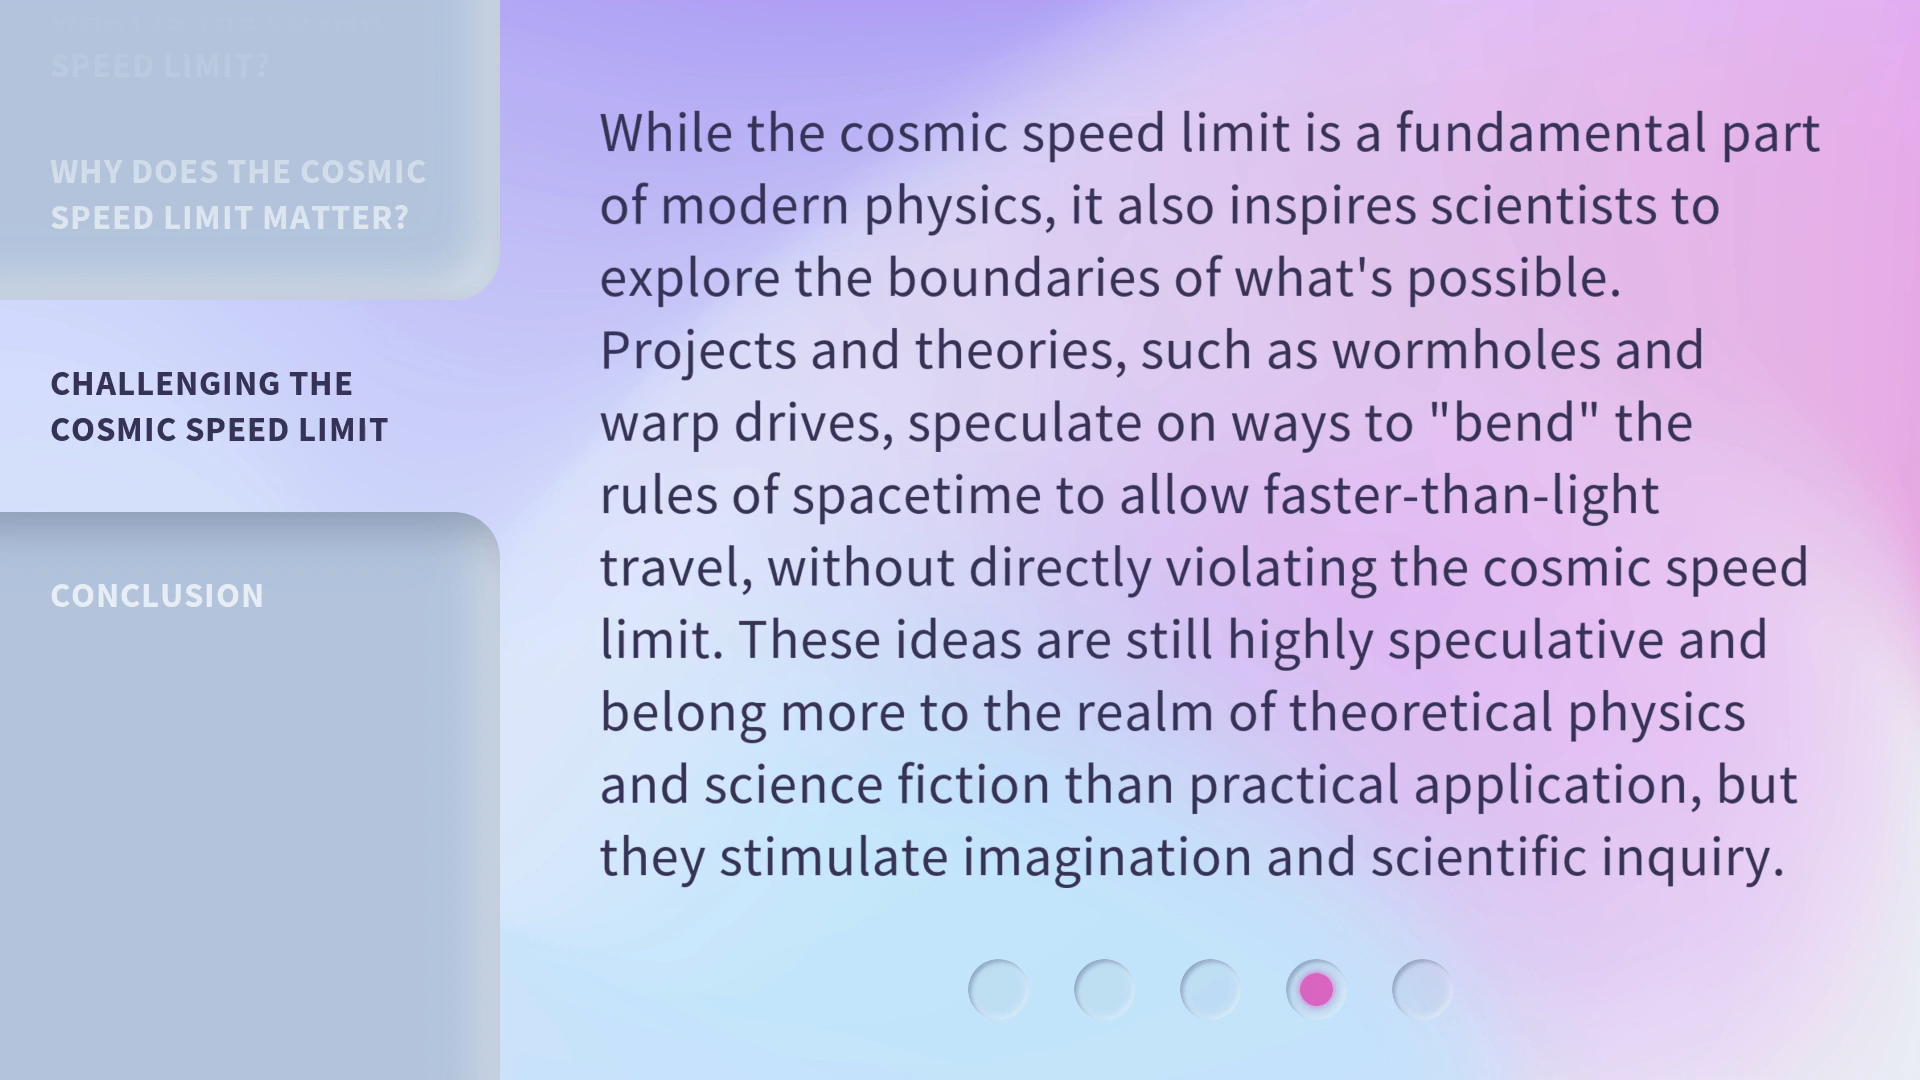 SPEED LIMIT?
WHY DOES THE COSMIC
SPEED LIMIT MATTER?
CHALLENGING THE
COSMIC SPEED LIMIT
CONCLUSION
While the cosmic speed limit is a fundamental part
of modern physics, it also inspires scientists to
explore the boundaries of what's possible.
Projects and theories, such as wormholes and
warp drives, speculate on ways to "bend" the
rules of spacetime to allow faster-than-light
travel, without directly violating the cosmic speed
limit. These ideas are still highly speculative and
belong more to the realm of theoretical physics
and science fiction than practical application, but
they stimulate imagination and scientific inquiry.